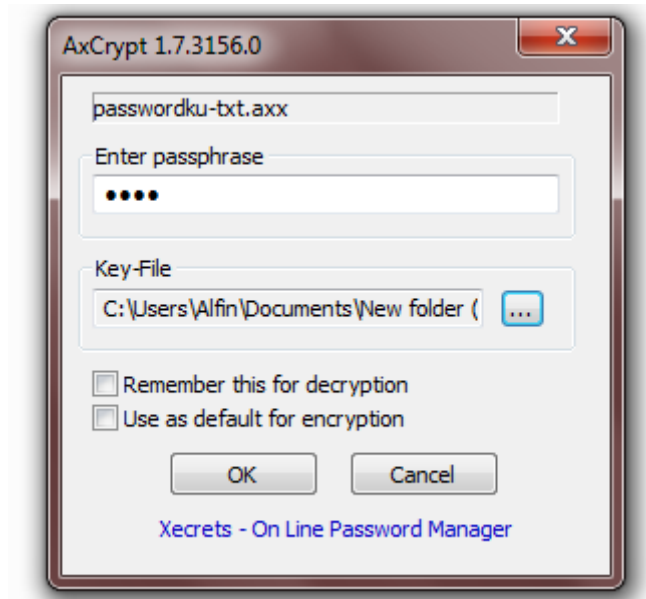 AxCrypt 1.7.3156.0
passwordku-txt.axx
Enter passphrase
••••
Key-File
C:\Users\Alfin\Documents\New folder ( ...
Remember this for decryption
Use as default for encryption
OK Cancel
Xecrets - On Line Password Manager